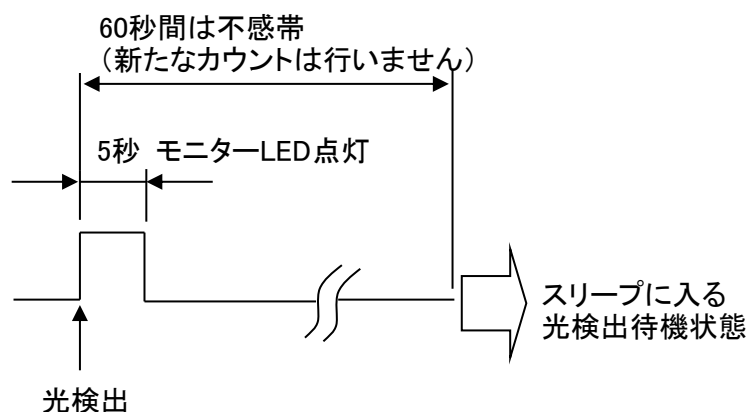 60秒間は不感帯
（新たなカウントは行いません）
5秒 モニターLED点灯
スリープに入る
光検出待機状態
光検出